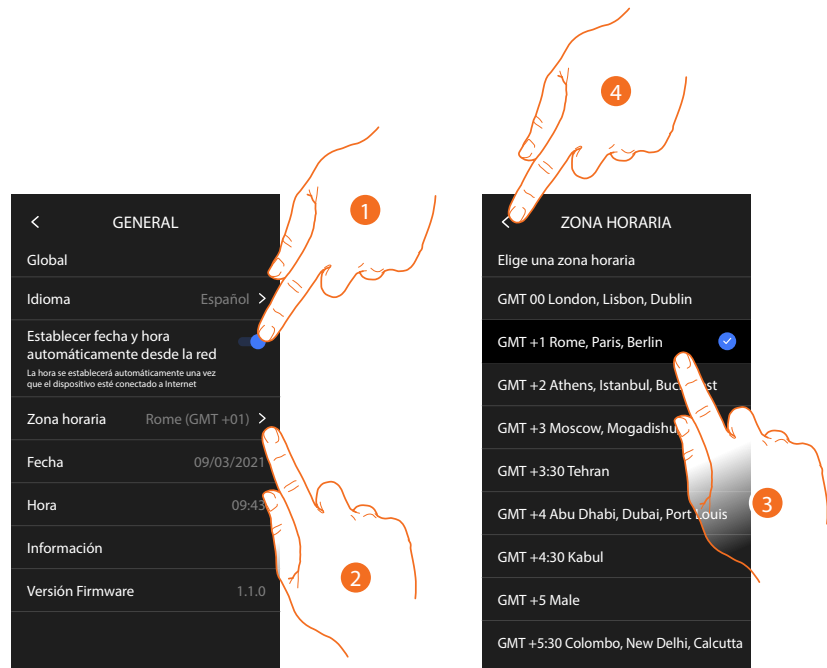 GENERAL
Global
Idioma Español
Establecer fecha y hora
automáticamente desde la red
La hora se establecerá automáticamente una vez
que el dispositivo esté conectado a Internet
Zona horaria Rome (GMT +01)
Fecha 09/03/2021
Hora 09:43
Información
Versión Firmware 1.1.0
1
2
ZONA HORARIA
Elige una zona horaria
GMT 00 London, Lisbon, Dublin
GMT +1 Rome, Paris, Berlin
GMT +2 Athens, Istanbul,
GMT +3 Moscow, Mogadishu
GMT +3:30 Tehran
GMT +4 Abu Dhabi, Dubai, Port Louis
GMT +4:30 Kabul
GMT +5 Male
GMT +5:30 Colombo, New Delhi, Calcutta
4
3